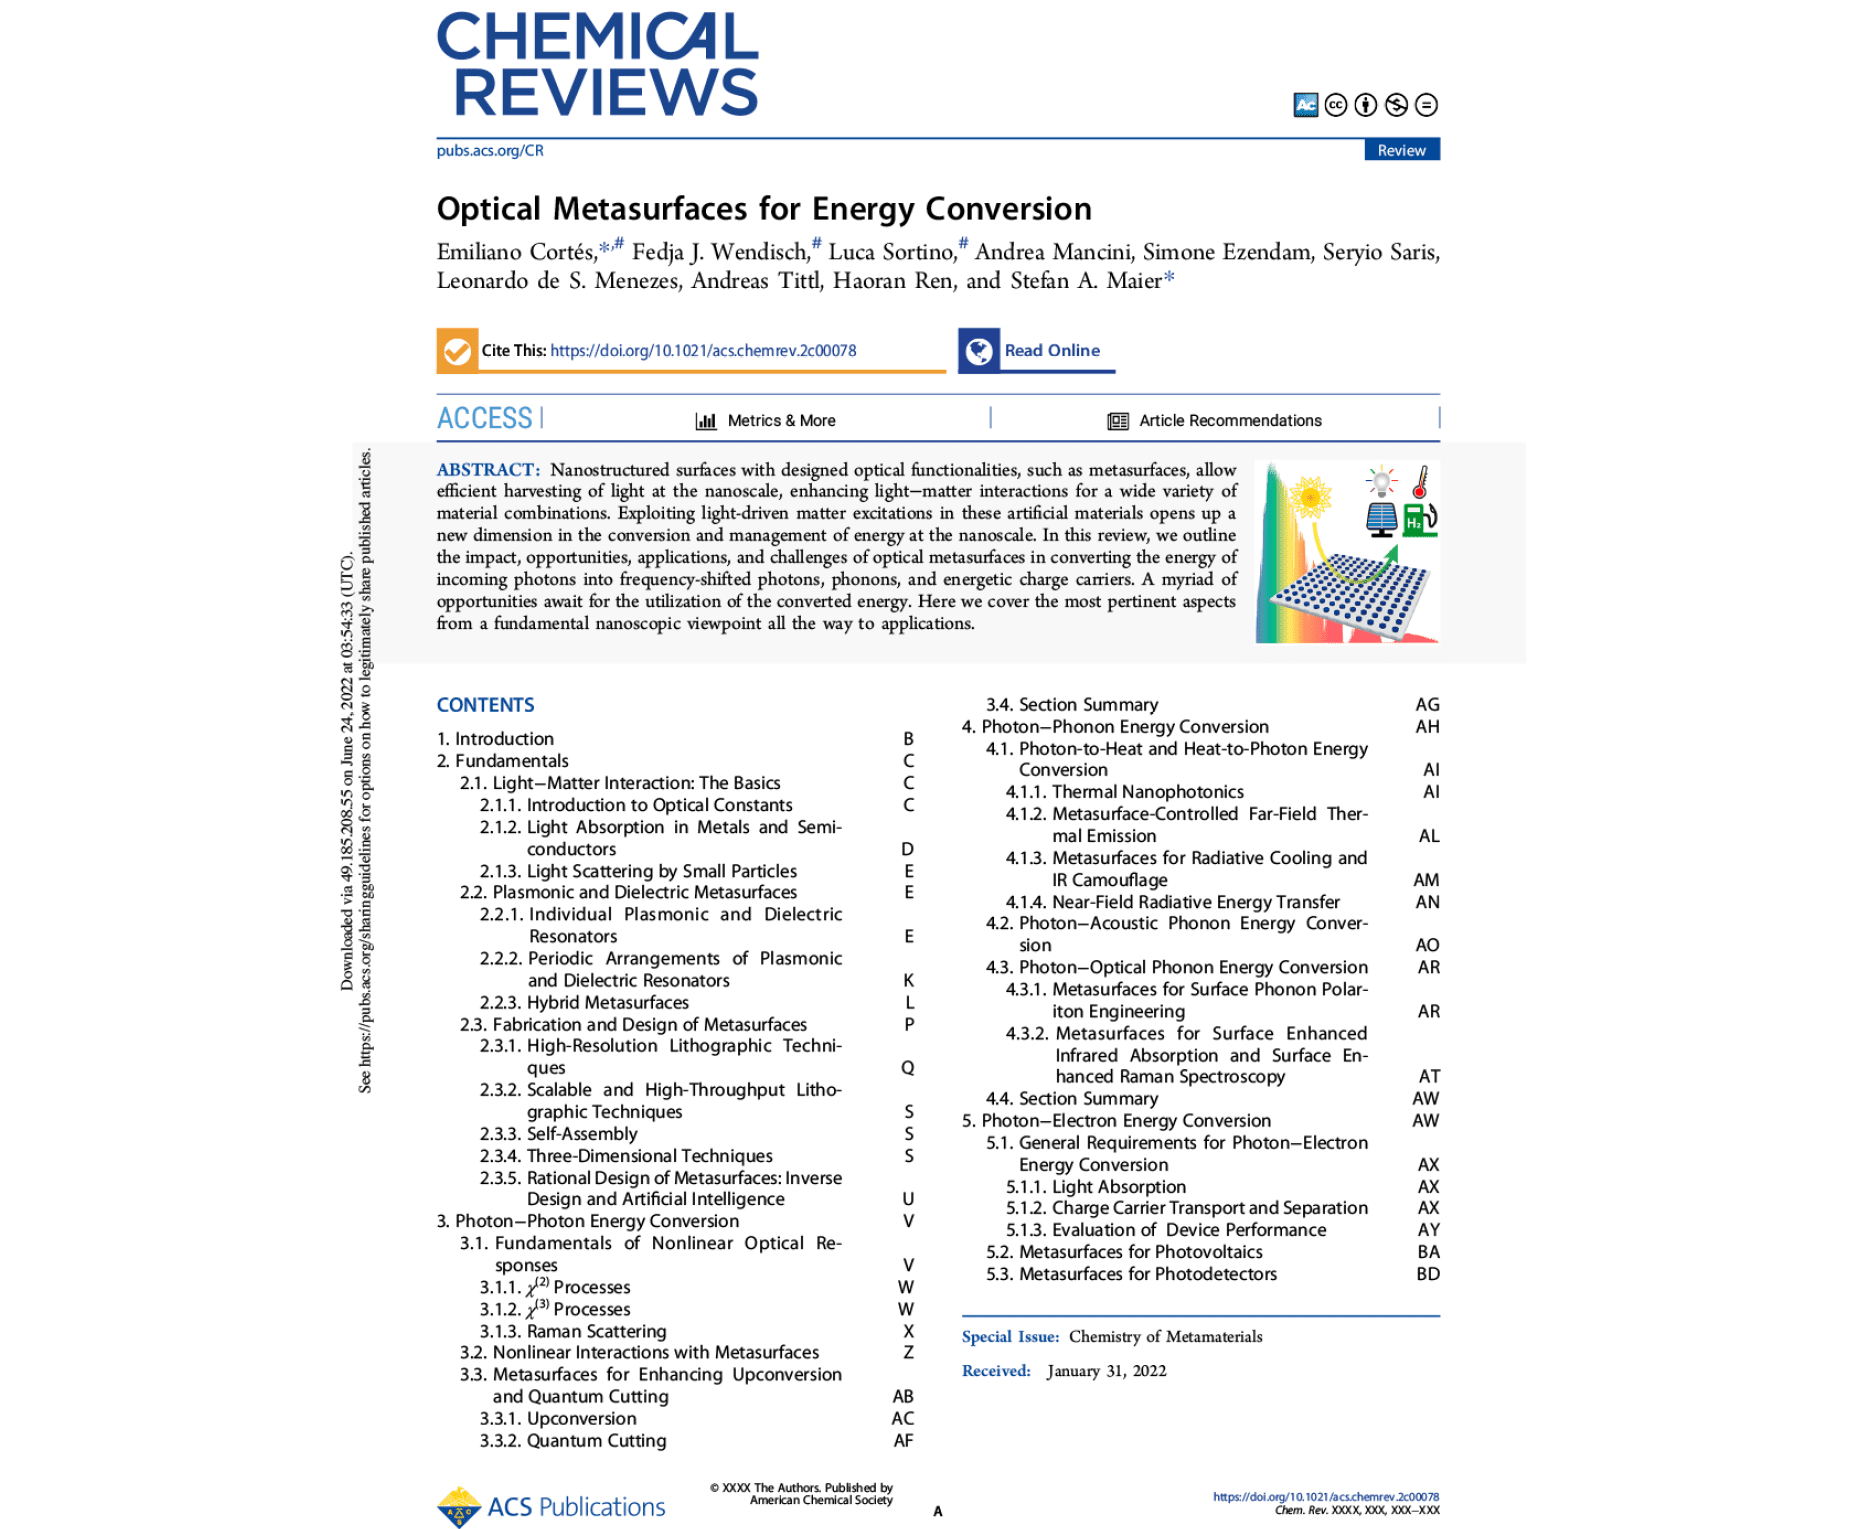 CHEMICAL
REVIEWS
Ac cc
pubs.acs.org/CR
Review
Optical Metasurfaces for Energy Conversion
Emiliano Cortés,*,# Fedja J. Wendisch,# Luca Sortino,# Andrea Mancini, Simone Ezendam, Seryio Saris,
Leonardo de S. Menezes, Andreas Tittl, Haoran Ren, and Stefan A. Maier*
Cite This: https://doi.org/10.1021/acs.chemrev.2c00078
Read Online
ACCESS
Metrics & More
Article Recommendations
ABSTRACT: Nanostructured surfaces with designed optical functionalities, such as metasurfaces, allow
efficient harvesting of light at the nanoscale, enhancing light−matter interactions for a wide variety of
material combinations. Exploiting light-driven matter excitations in these artificial materials opens up a
new dimension in the conversion and management of energy at the nanoscale. In this review, we outline
the impact, opportunities, applications, and challenges of optical metasurfaces in converting the energy of
incoming photons into frequency-shifted photons, phonons, and energetic charge carriers. A myriad of
opportunities await for the utilization of the converted energy. Here we cover the most pertinent aspects
from a fundamental nanoscopic viewpoint all the way to applications.
H₂
Downloaded via 49.185.208.55 on June 24, 2022 at 03:54:33 (UTC).
See https://pubs.acs.org/sharingguidelines for options on how to legitimately share published articles.
CONTENTS
1. Introduction B
2. Fundamentals C
2.1. Light−Matter Interaction: The Basics C
2.1.1. Introduction to Optical Constants C
2.1.2. Light Absorption in Metals and Semi-
conductors D
2.1.3. Light Scattering by Small Particles E
2.2. Plasmonic and Dielectric Metasurfaces E
2.2.1. Individual Plasmonic and Dielectric
Resonators E
2.2.2. Periodic Arrangements of Plasmonic
and Dielectric Resonators K
2.2.3. Hybrid Metasurfaces L
2.3. Fabrication and Design of Metasurfaces P
2.3.1. High-Resolution Lithographic Techni-
ques Q
2.3.2. Scalable and High-Throughput Litho-
graphic Techniques S
2.3.3. Self-Assembly S
2.3.4. Three-Dimensional Techniques S
2.3.5. Rational Design of Metasurfaces: Inverse
Design and Artificial Intelligence U
3. Photon−Photon Energy Conversion V
3.1. Fundamentals of Nonlinear Optical Re-
sponses V
3.1.1. χ(2) Processes W
3.1.2. χ(3) Processes W
3.1.3. Raman Scattering X
3.2. Nonlinear Interactions with Metasurfaces Z
3.3. Metasurfaces for Enhancing Upconversion
and Quantum Cutting AB
3.3.1. Upconversion AC
3.3.2. Quantum Cutting AF
3.4. Section Summary AG
4. Photon−Phonon Energy Conversion AH
4.1. Photon-to-Heat and Heat-to-Photon Energy
Conversion AI
4.1.1. Thermal Nanophotonics AI
4.1.2. Metasurface-Controlled Far-Field Ther-
mal Emission AL
4.1.3. Metasurfaces for Radiative Cooling and
IR Camouflage AM
4.1.4. Near-Field Radiative Energy Transfer AN
4.2. Photon−Acoustic Phonon Energy Conver-
sion AO
4.3. Photon−Optical Phonon Energy Conversion AR
4.3.1. Metasurfaces for Surface Phonon Polar-
iton Engineering AR
4.3.2. Metasurfaces for Surface Enhanced
Infrared Absorption and Surface En-
hanced Raman Spectroscopy AT
4.4. Section Summary AW
5. Photon−Electron Energy Conversion AW
5.1. General Requirements for Photon−Electron
Energy Conversion AX
5.1.1. Light Absorption AX
5.1.2. Charge Carrier Transport and Separation AX
5.1.3. Evaluation of Device Performance AY
5.2. Metasurfaces for Photovoltaics BA
5.3. Metasurfaces for Photodetectors BD
Special Issue: Chemistry of Metamaterials
Received: January 31, 2022
ACS Publications
© XXXX The Authors. Published by
American Chemical Society
A
https://doi.org/10.1021/acs.chemrev.2c00078
Chem. Rev. XXXX, XXX, XXX−XXX